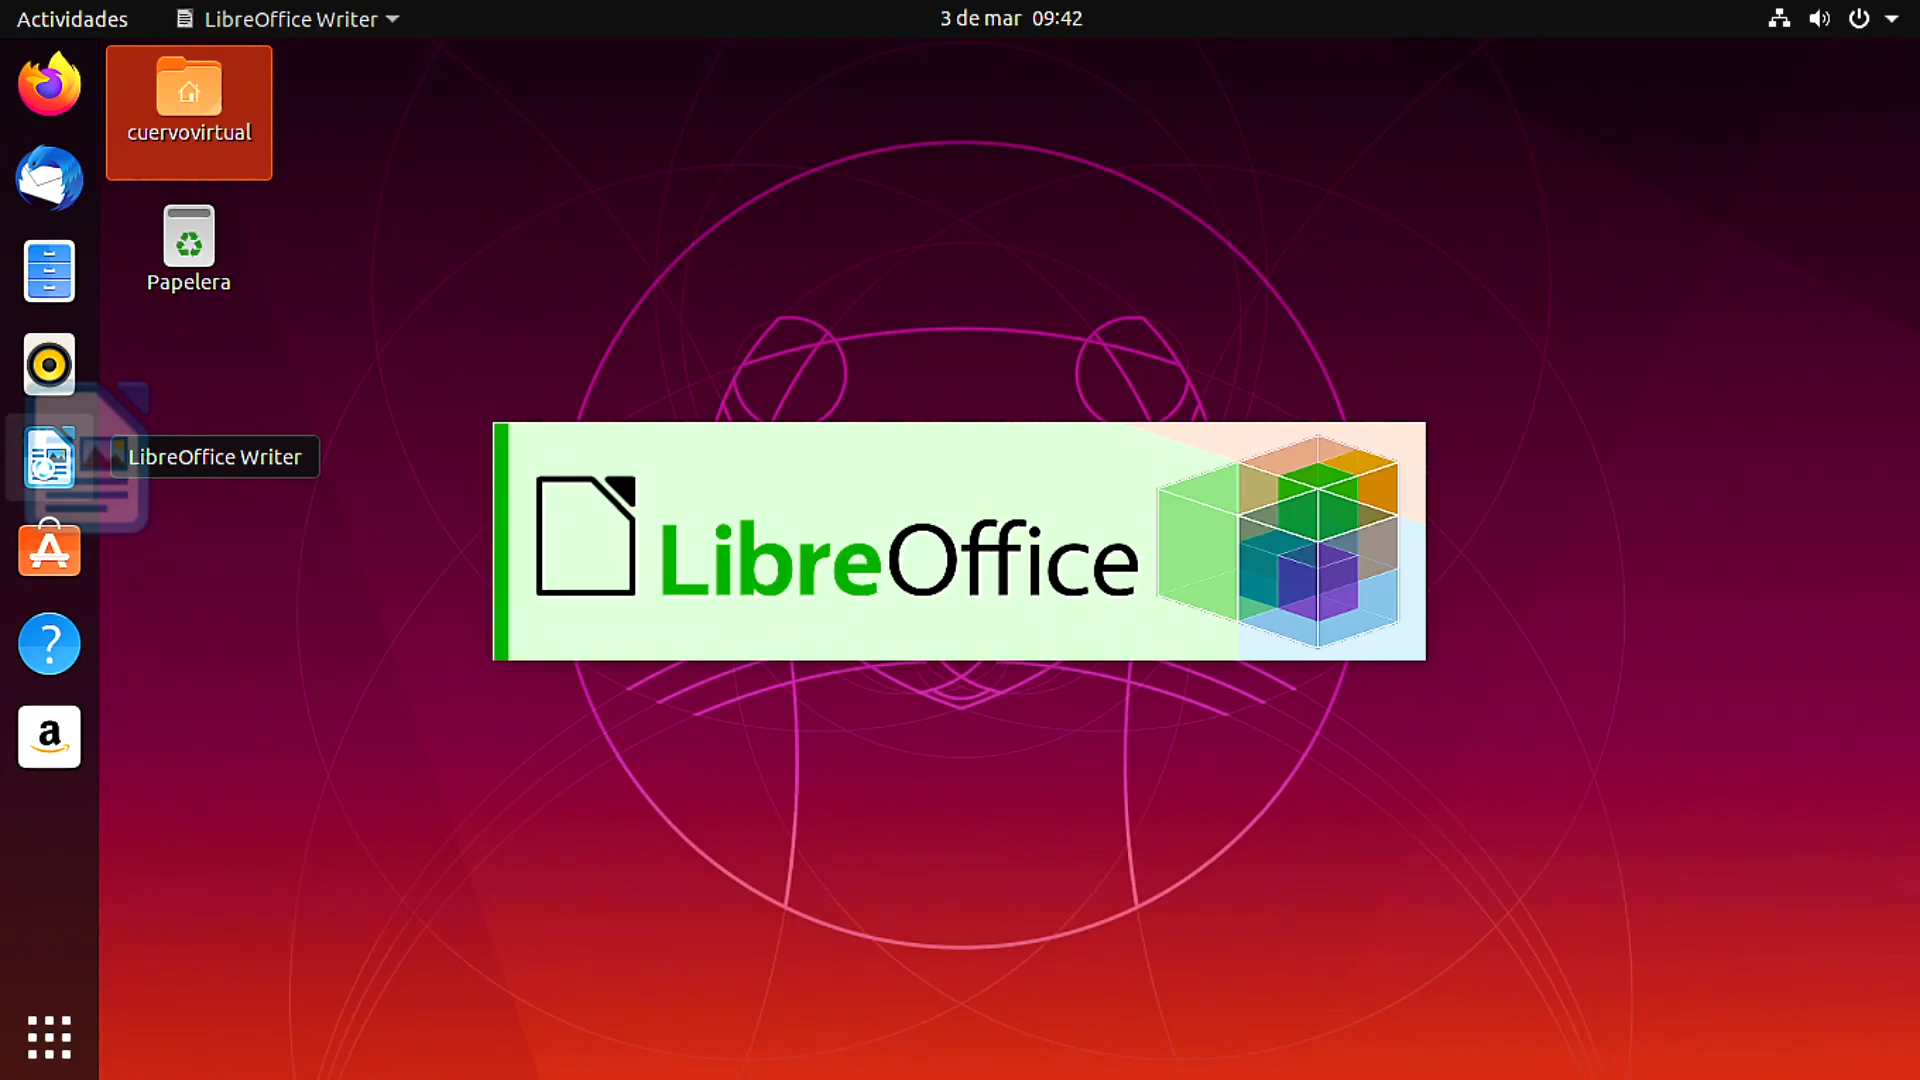 Actividades
LibreOffice Writer
3 de mar 09:42
cuervovirtual
Papelera
LibreOffice Writer
LibreOffice